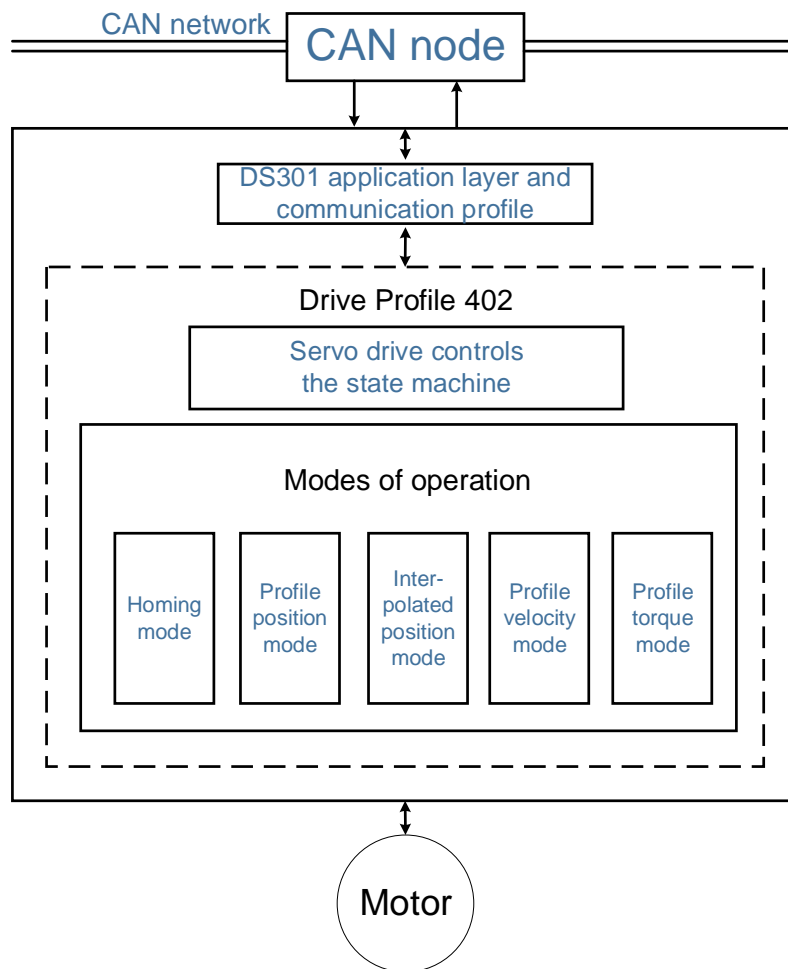 CAN network
CAN node
DS301 application layer and
communication profile
Drive Profile 402
Servo drive controls
the state machine
Modes of operation
Homing
mode
Profile
position
mode
Inter-
polated
position
mode
Profile
velocity
mode
Profile
torque
mode
Motor